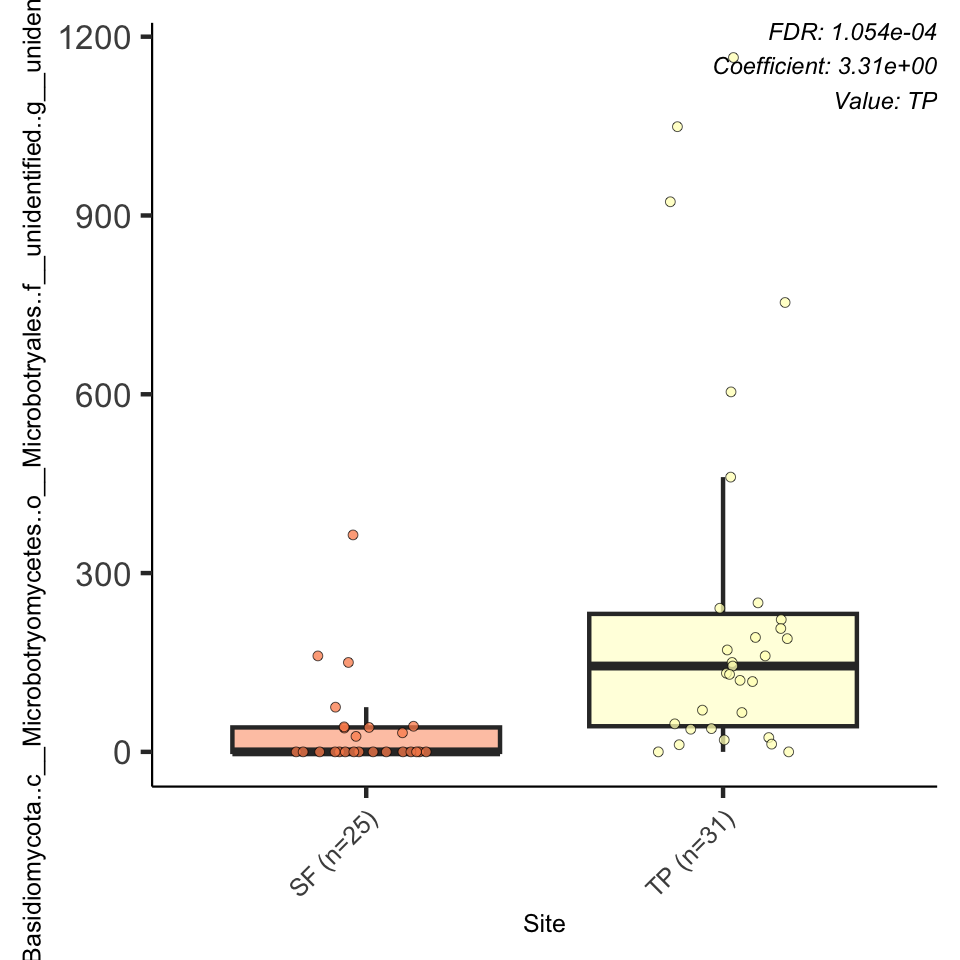 Basidiomycota..c__Microbotryomycetes..o__Microbotryales..f__unidentified..g__uniden
1200
900
600
300
0
FDR: 1.054e-04
Coefficient: 3.31e+00
Value: TP
SF (n=25)
TP (n=31)
Site